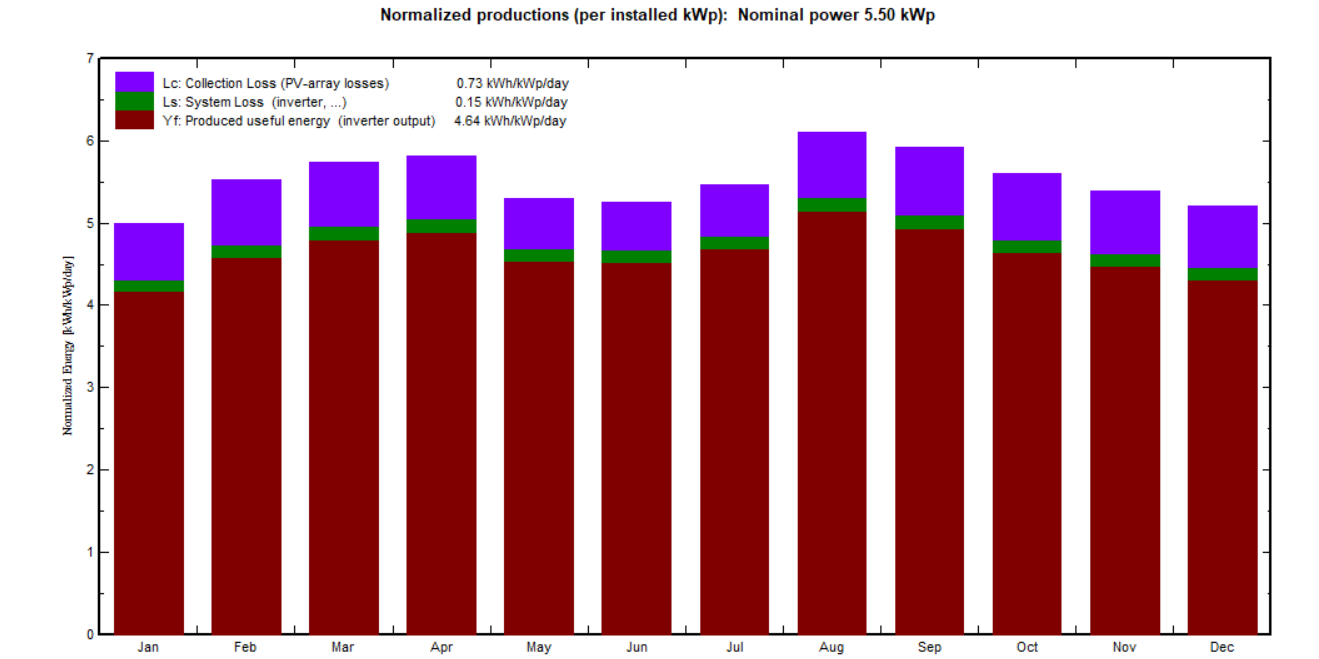 Normalized productions (per installed kWp): Nominal power 5.50 kWp
7
Lc: Collection Loss (PV-array losses) 0.73 kWh/kWp/day
Ls: System Loss (inverter, ...) 0.15 kWh/kWp/day
Yf: Produced useful energy (inverter output) 4.64 kWh/kWp/day
6
5
4
3
2
1
0
Normalized Energy [kWh/kWp/day]
Jan Feb Mar Apr May Jun Jul Aug Sep Oct Nov Dec